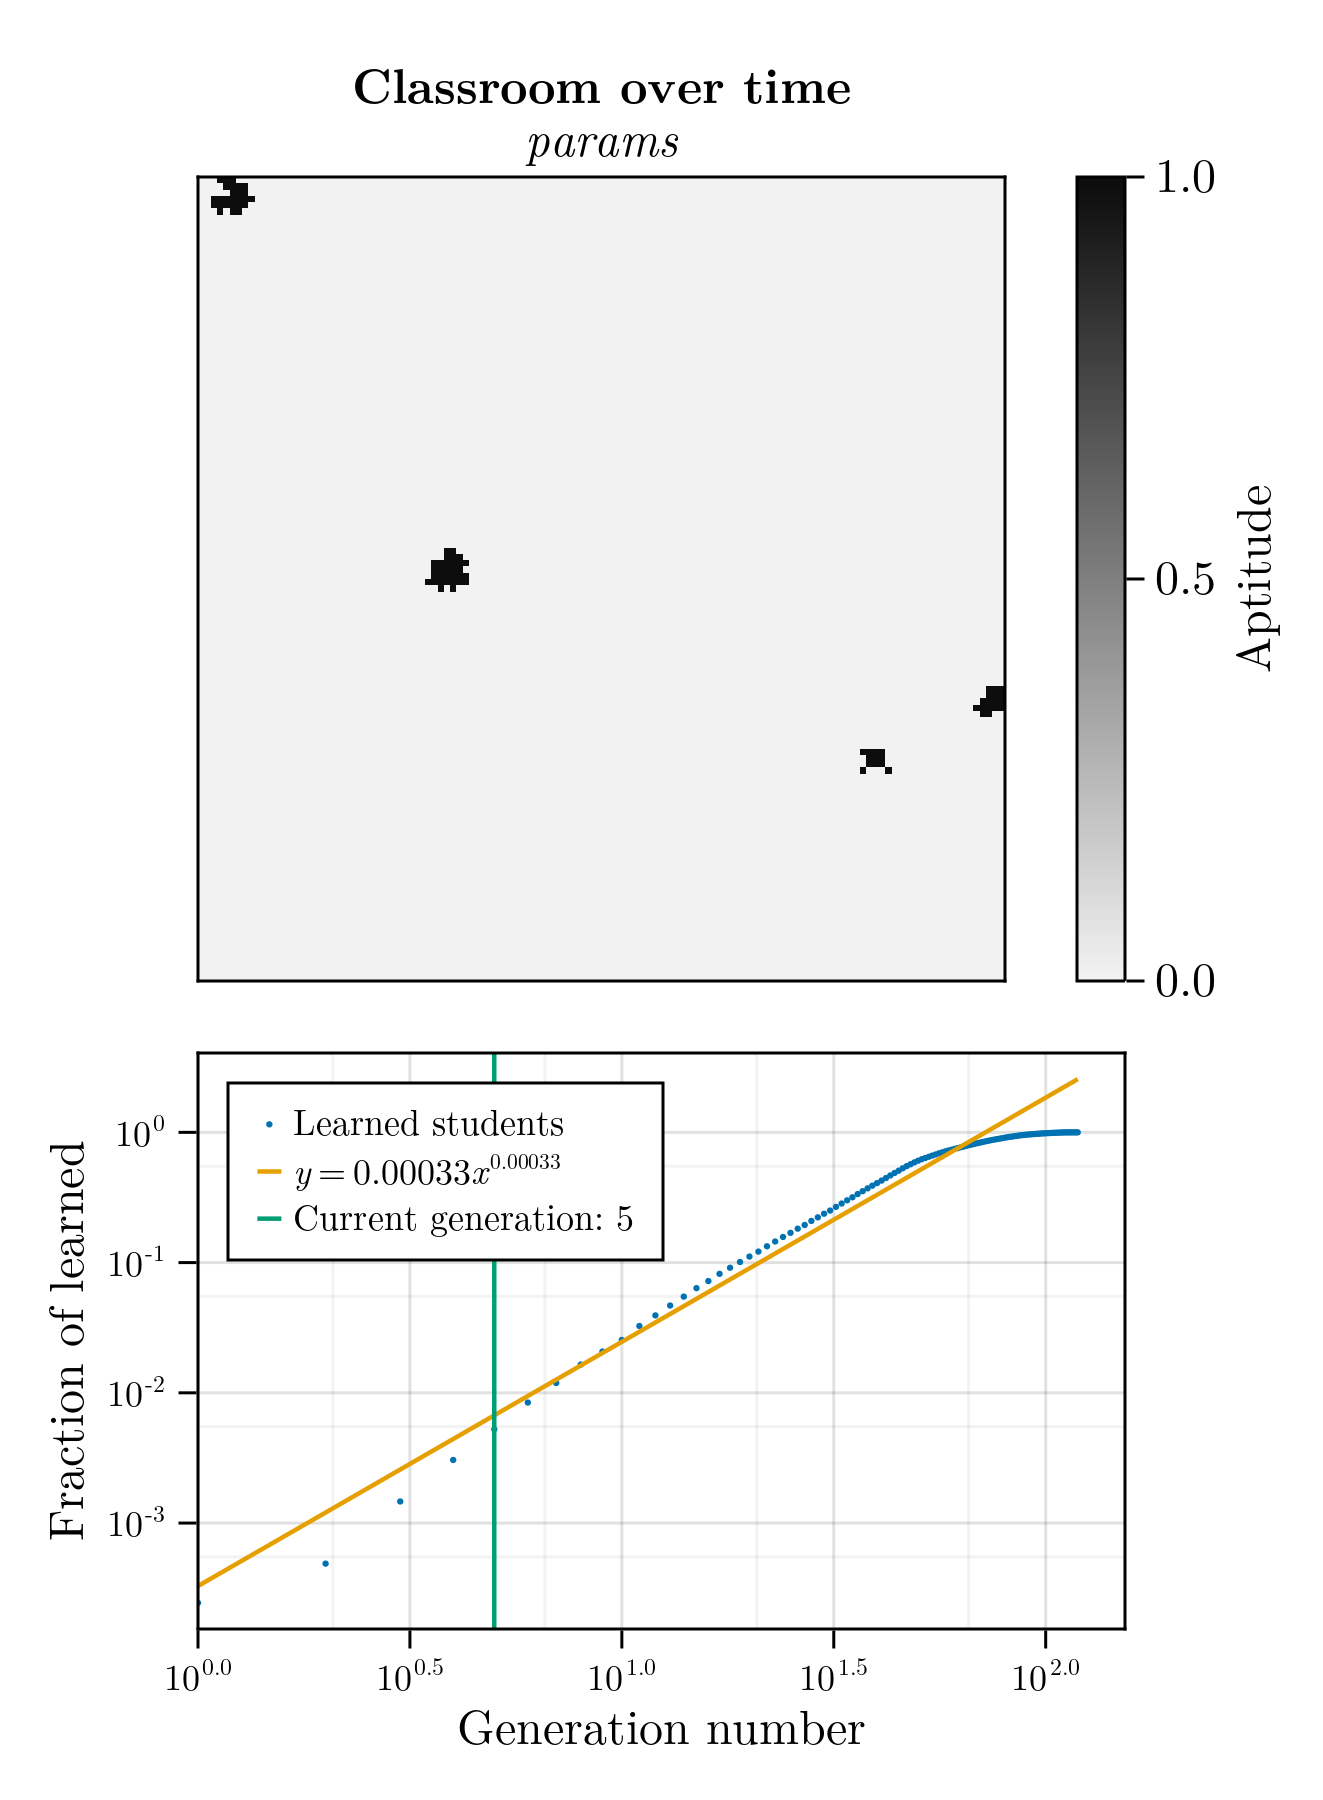 Classroom over time
params
1.0
0.5
0.0
Aptitude
Learned students
y = 0.00033x^0.00033
Current generation: 5
10^0
10^-1
10^-2
10^-3
Fraction of learned
10^0.0 10^0.5 10^1.0 10^1.5 10^2.0
Generation number